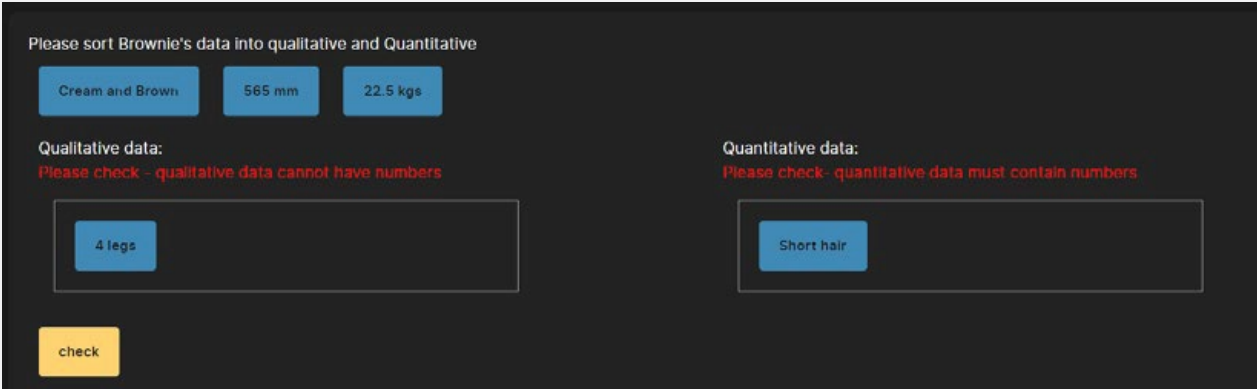 Please sort Brownie's data into qualitative and Quantitative
Cream and Brown 565 mm 22.5 kgs
Qualitative data: Quantitative data:
Please check - qualitative data cannot have numbers Please check- quantitative data must contain numbers
4 legs Short hair
check